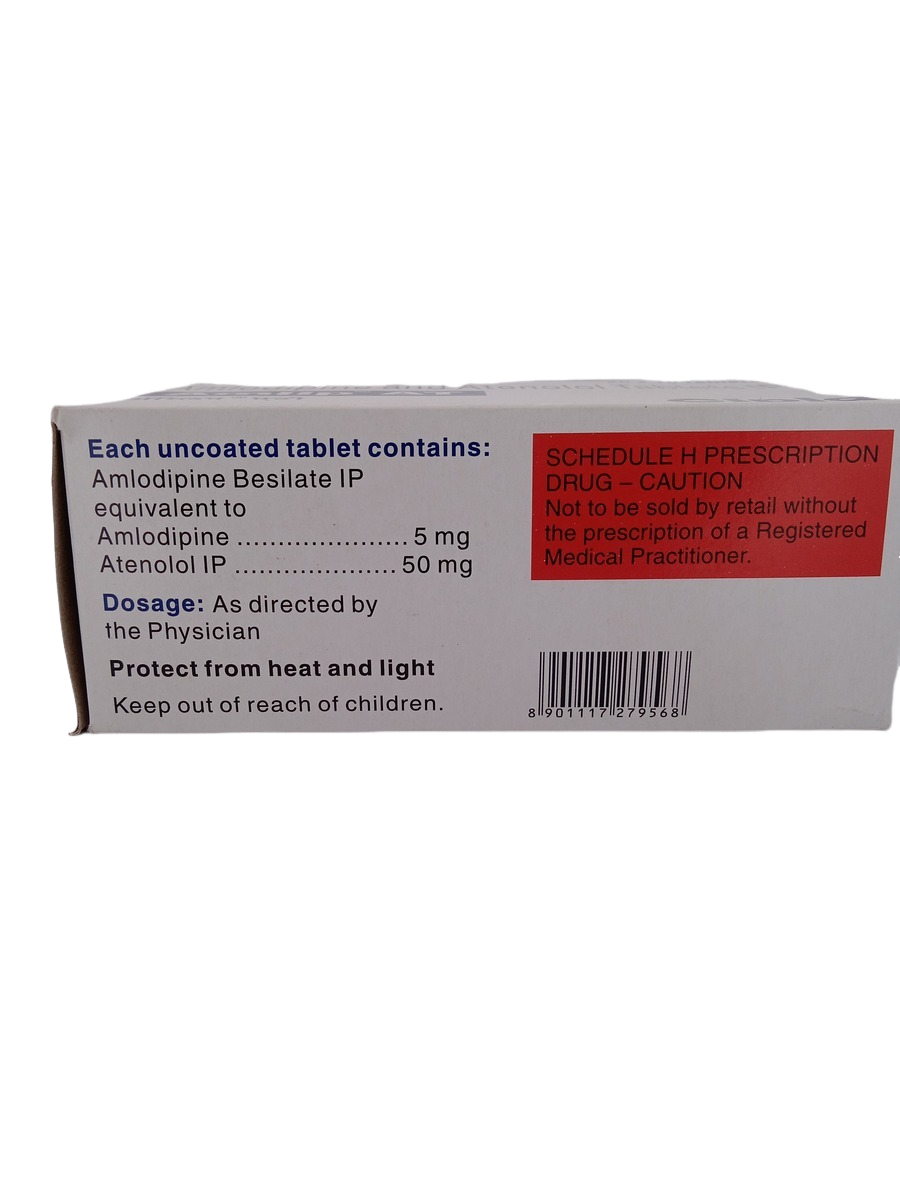 Each uncoated tablet contains:
Amlodipine Besilate IP
equivalent to
Amlodipine ..................... 5 mg
Atenolol IP .................... 50 mg
Dosage: As directed by
the Physician
Protect from heat and light
Keep out of reach of children.
SCHEDULE H PRESCRIPTION
DRUG – CAUTION
Not to be sold by retail without
the prescription of a Registered
Medical Practitioner.
8 901117 279568